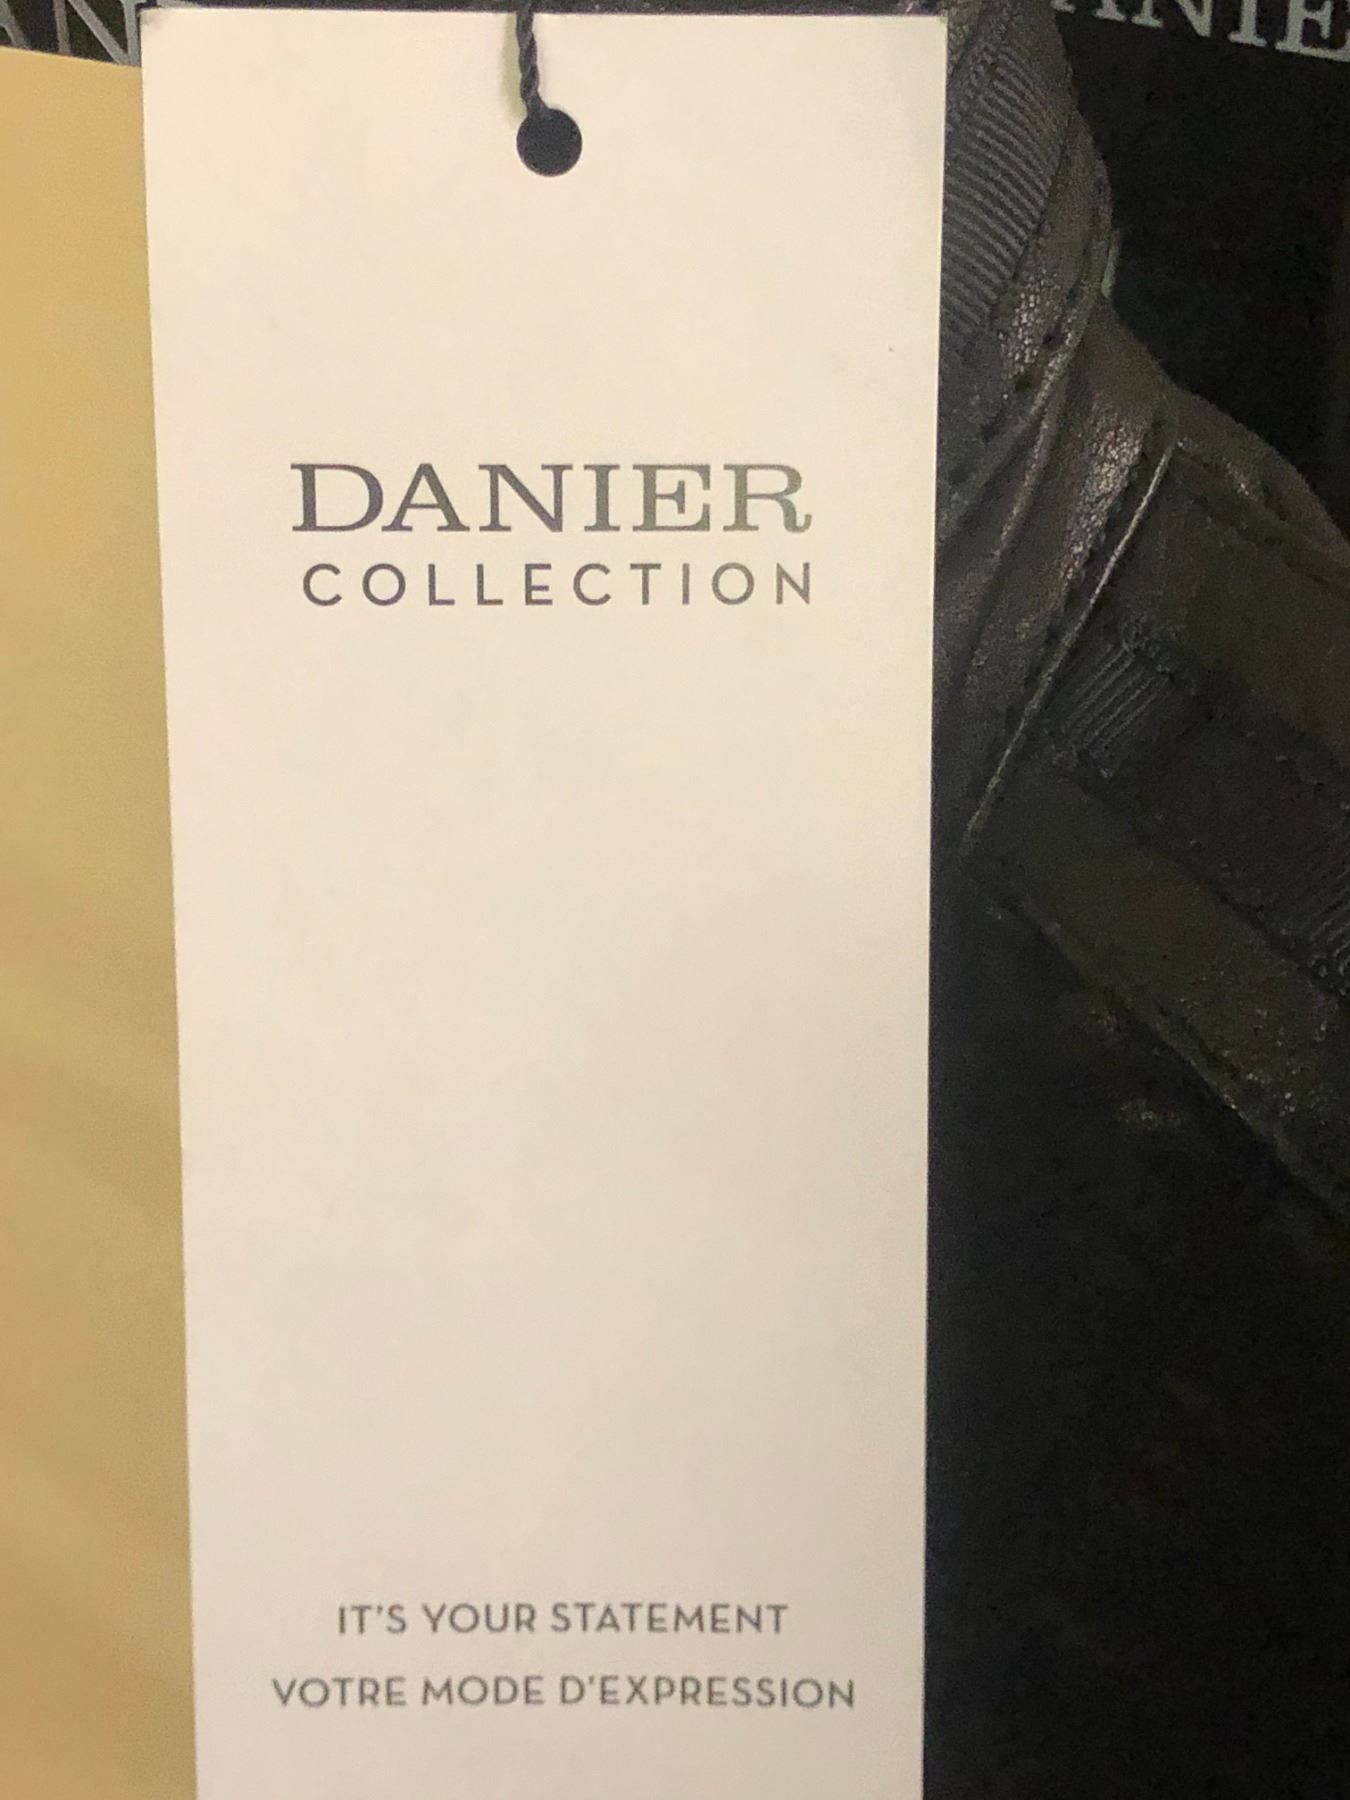 DANIER
COLLECTION
IT'S YOUR STATEMENT
VOTRE MODE D'EXPRESSION